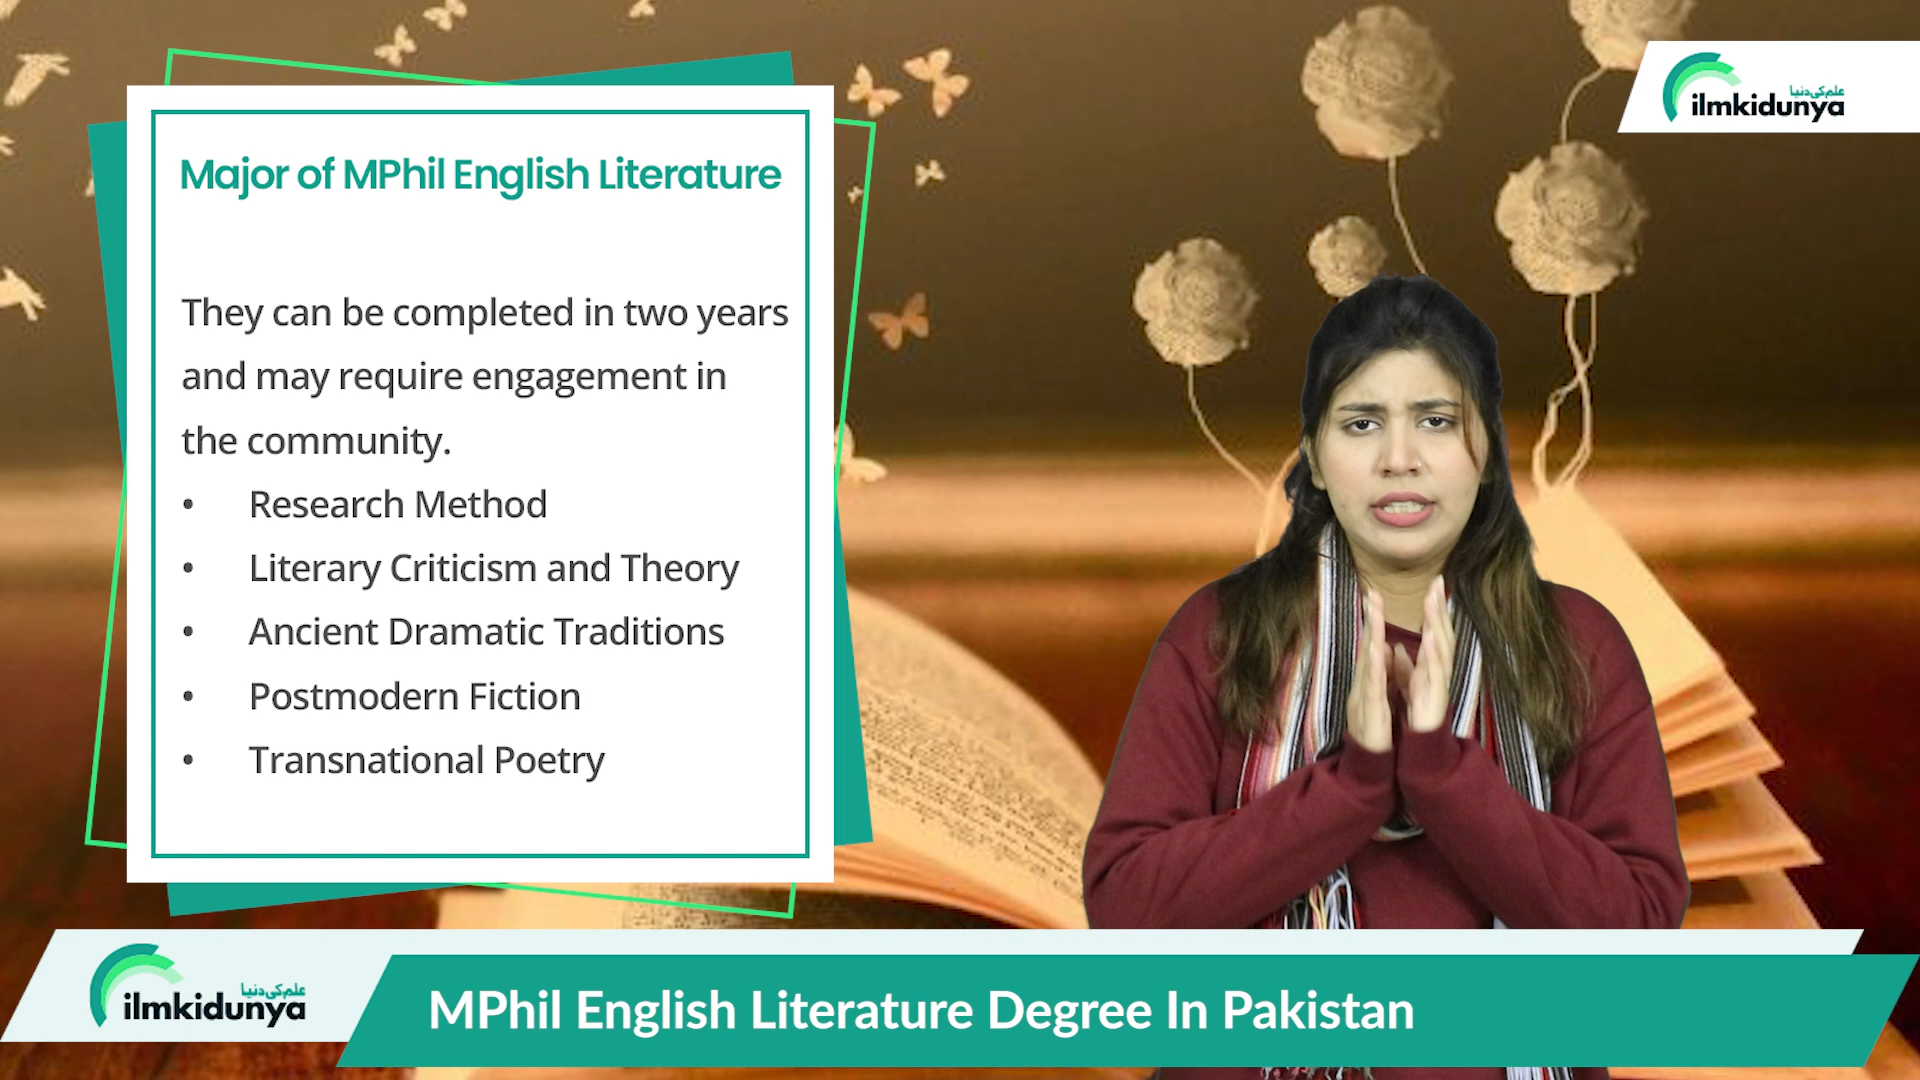 علم کی دنیا
ilmkidunya
Major of MPhil English Literature
They can be completed in two years
and may require engagement in
the community.
• Research Method
• Literary Criticism and Theory
• Ancient Dramatic Traditions
• Postmodern Fiction
• Transnational Poetry
علم کی دنیا
ilmkidunya
MPhil English Literature Degree In Pakistan